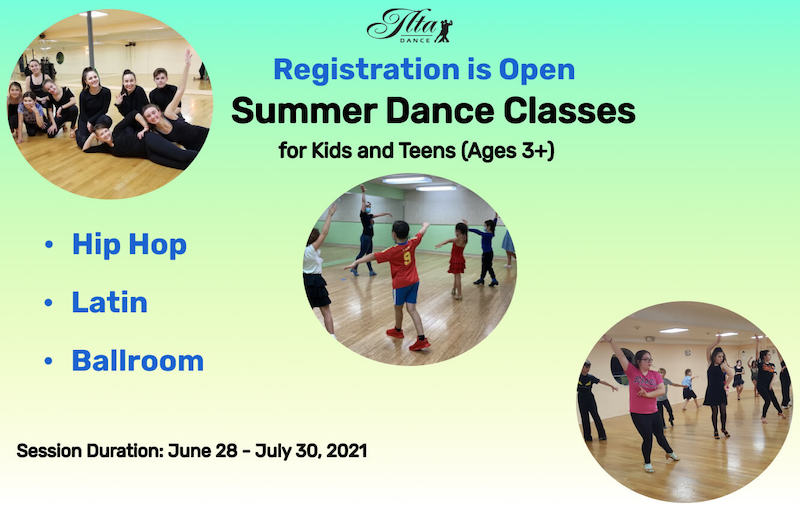 Ilta
DANCE
Registration is Open
Summer Dance Classes
for Kids and Teens (Ages 3+)
• Hip Hop
• Latin
• Ballroom
9
Session Duration: June 28 - July 30, 2021